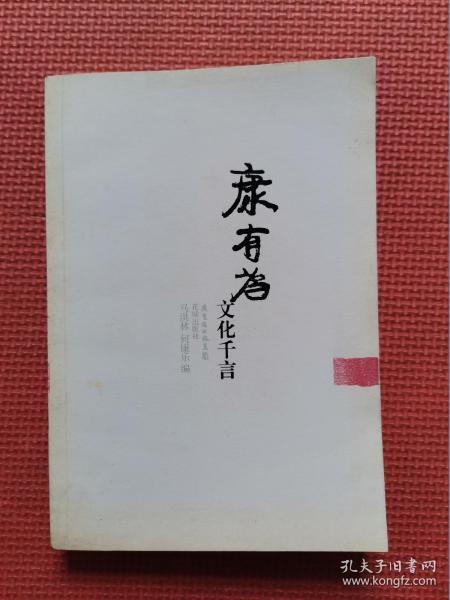 康有為
文化千言
花城出版社
马洪林 何康乐 编
孔夫子旧书网
www.kongfz.com